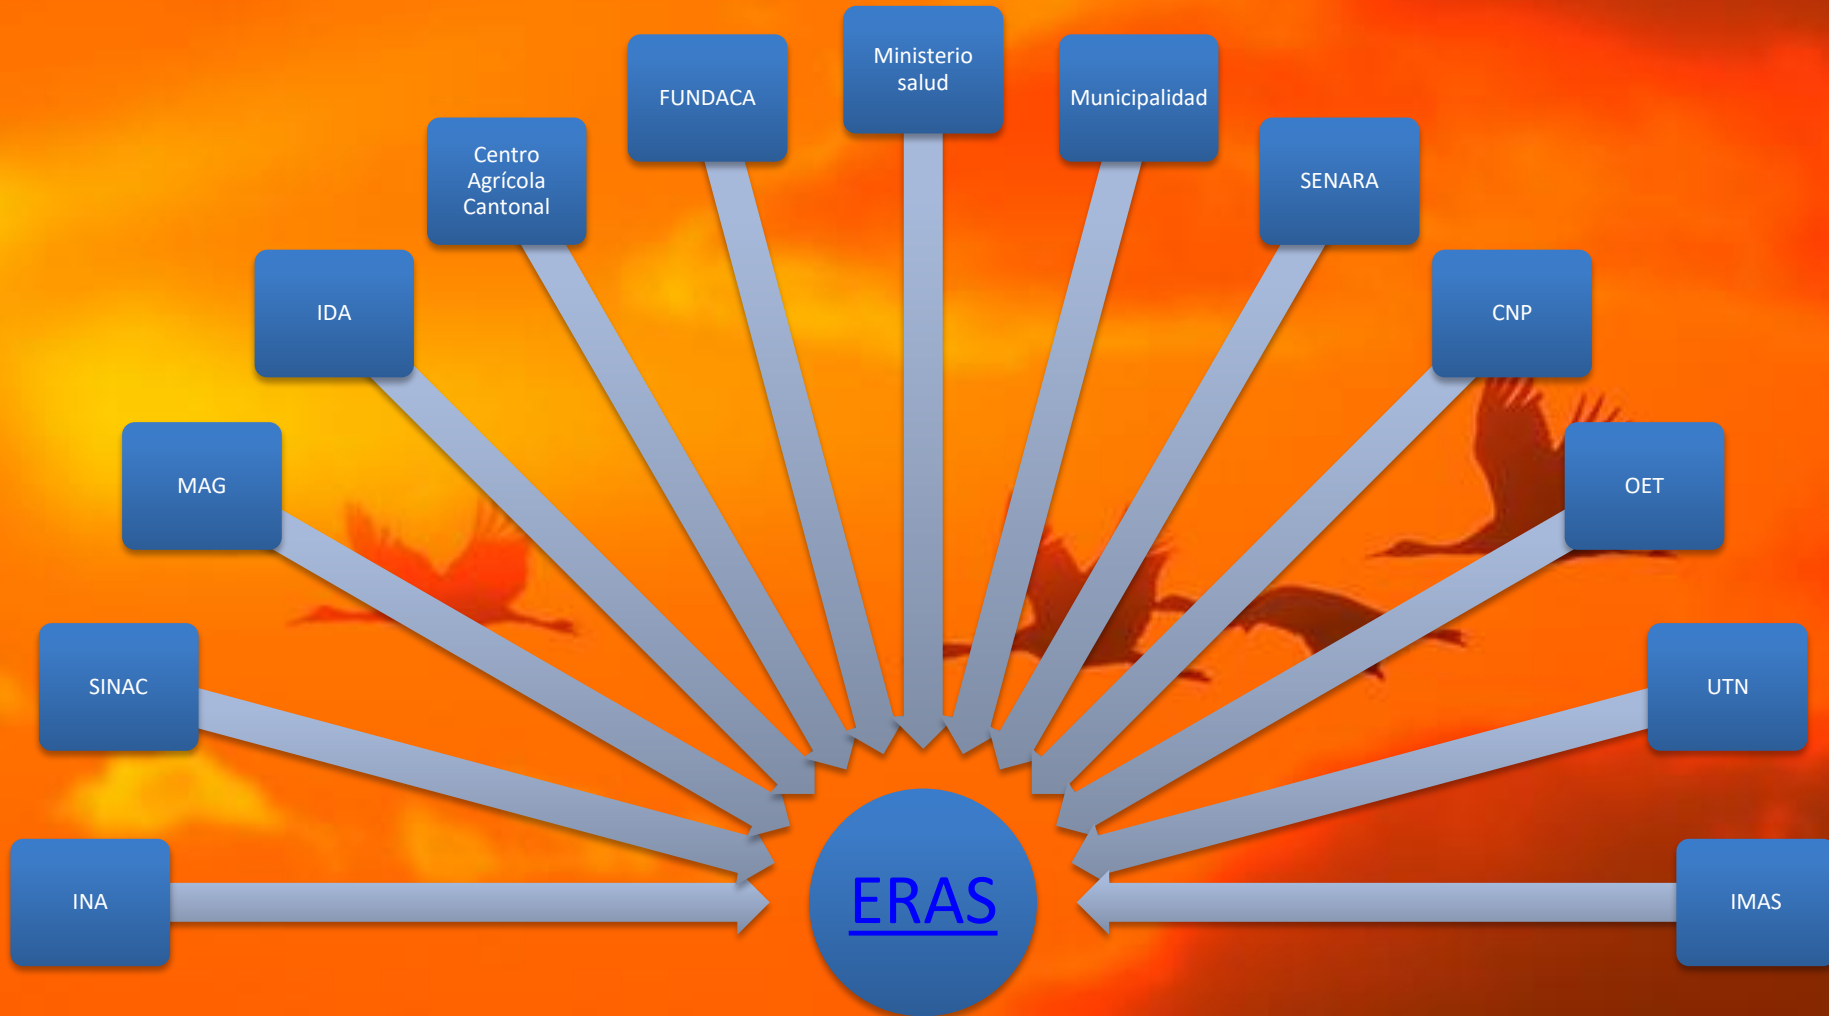 Ministerio
salud
FUNDACA
Municipalidad
Centro
Agrícola
Cantonal
SENARA
IDA
CNP
MAG
OET
SINAC
UTN
INA
ERAS
IMAS